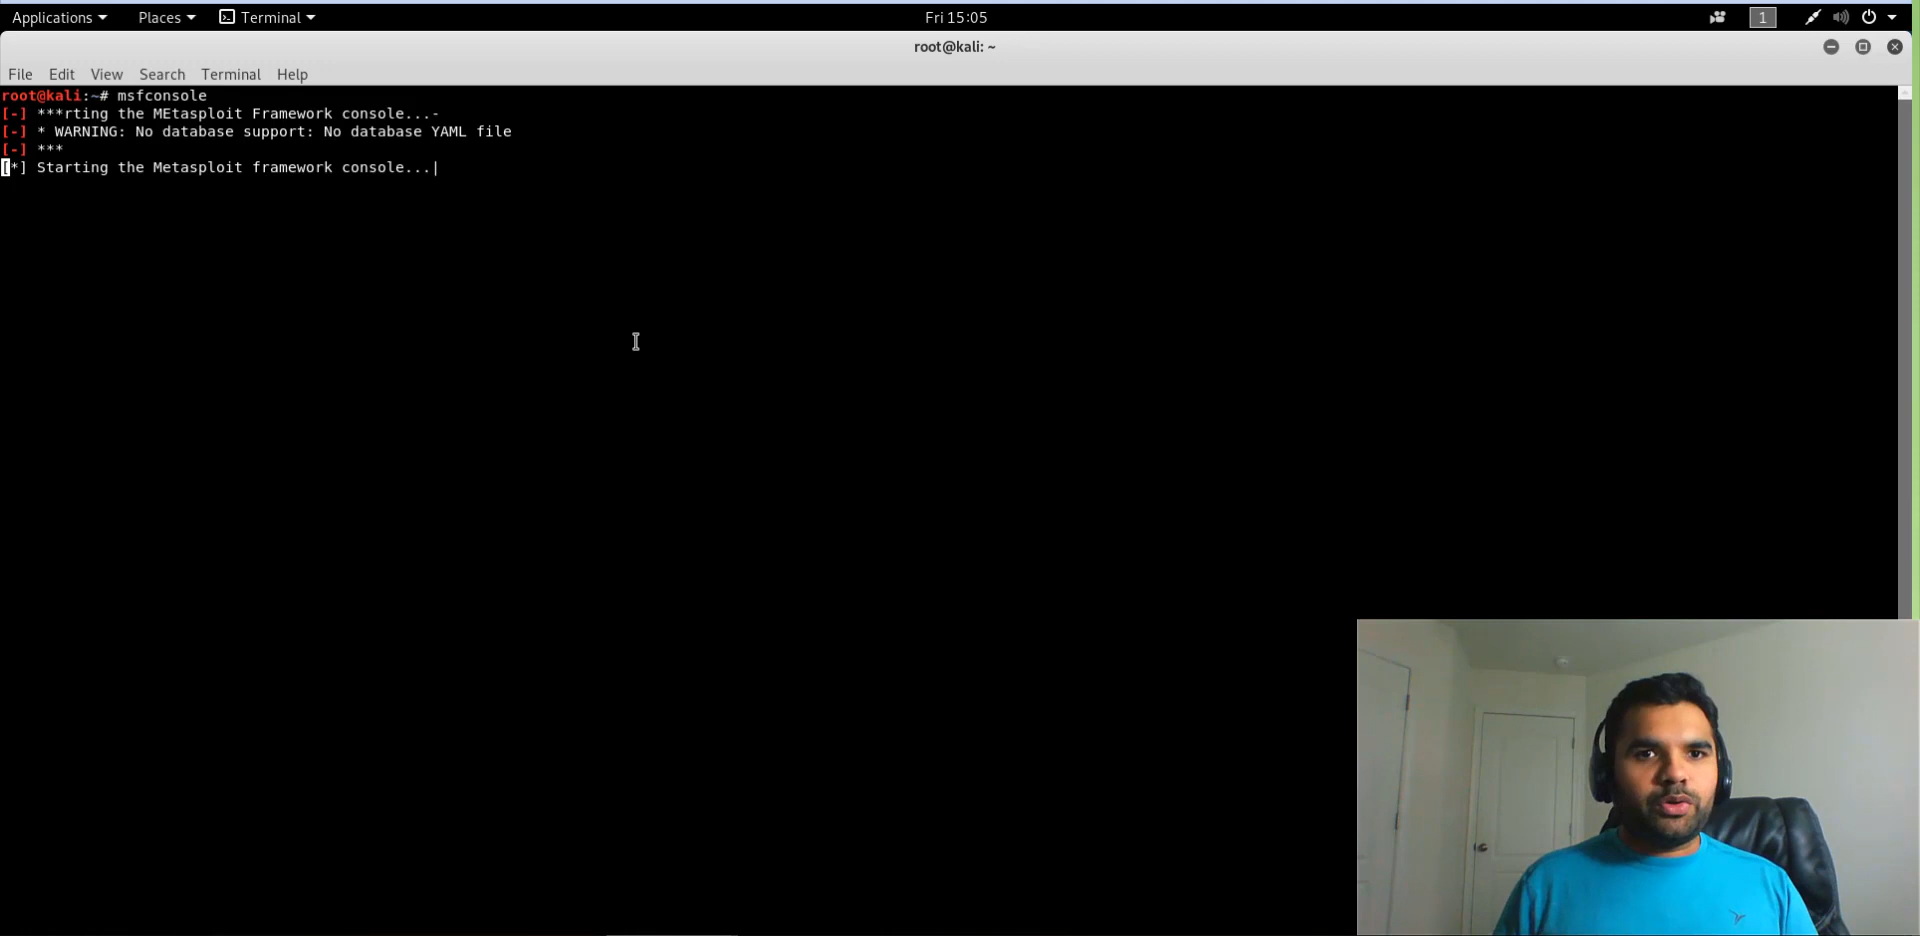 Applications Places Terminal Fri 15:05 1
root@kali: ~
File Edit View Search Terminal Help
root@kali:~# msfconsole
[-] ***rting the MEtasploit Framework console...-
[-] * WARNING: No database support: No database YAML file
[-] ***
[*] Starting the Metasploit framework console...|